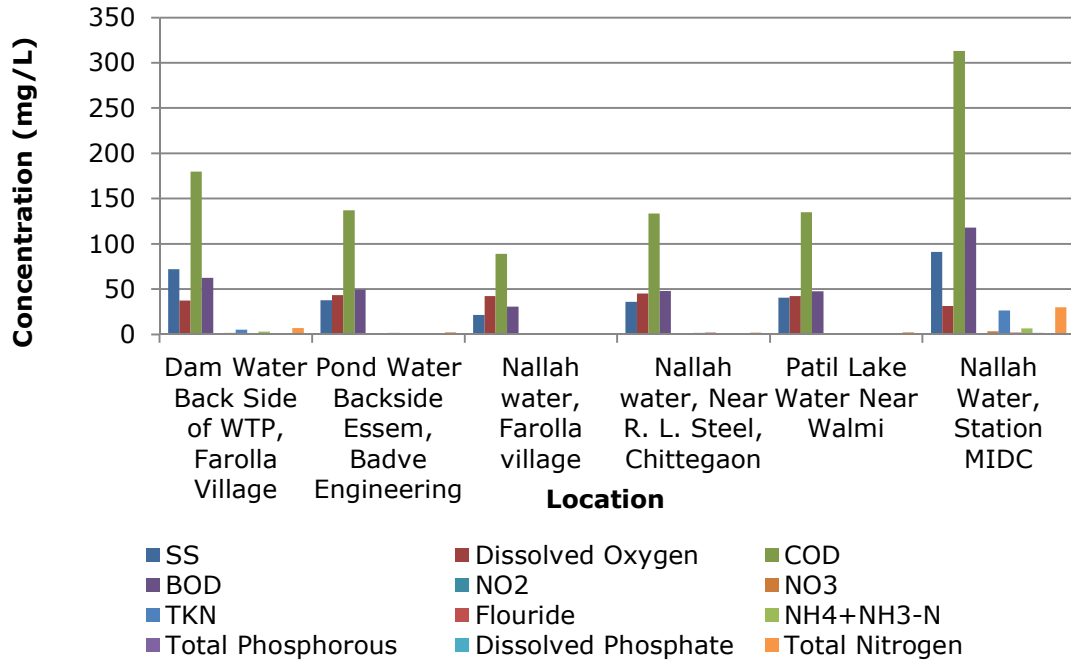 Concentration (mg/L)
350
300
250
200
150
100
50
0
Dam Water
Back Side
of WTP,
Farolla
Village
Pond Water
Backside
Essem,
Badve
Engineering
Nallah
water,
Farolla
village
Nallah
water, Near
R. L. Steel,
Chittegaon
Patil Lake
Water Near
Walmi
Nallah
Water,
Station
MIDC
Location
SS
Dissolved Oxygen
COD
BOD
NO2
NO3
TKN
Flouride
NH4+NH3-N
Total Phosphorous
Dissolved Phosphate
Total Nitrogen